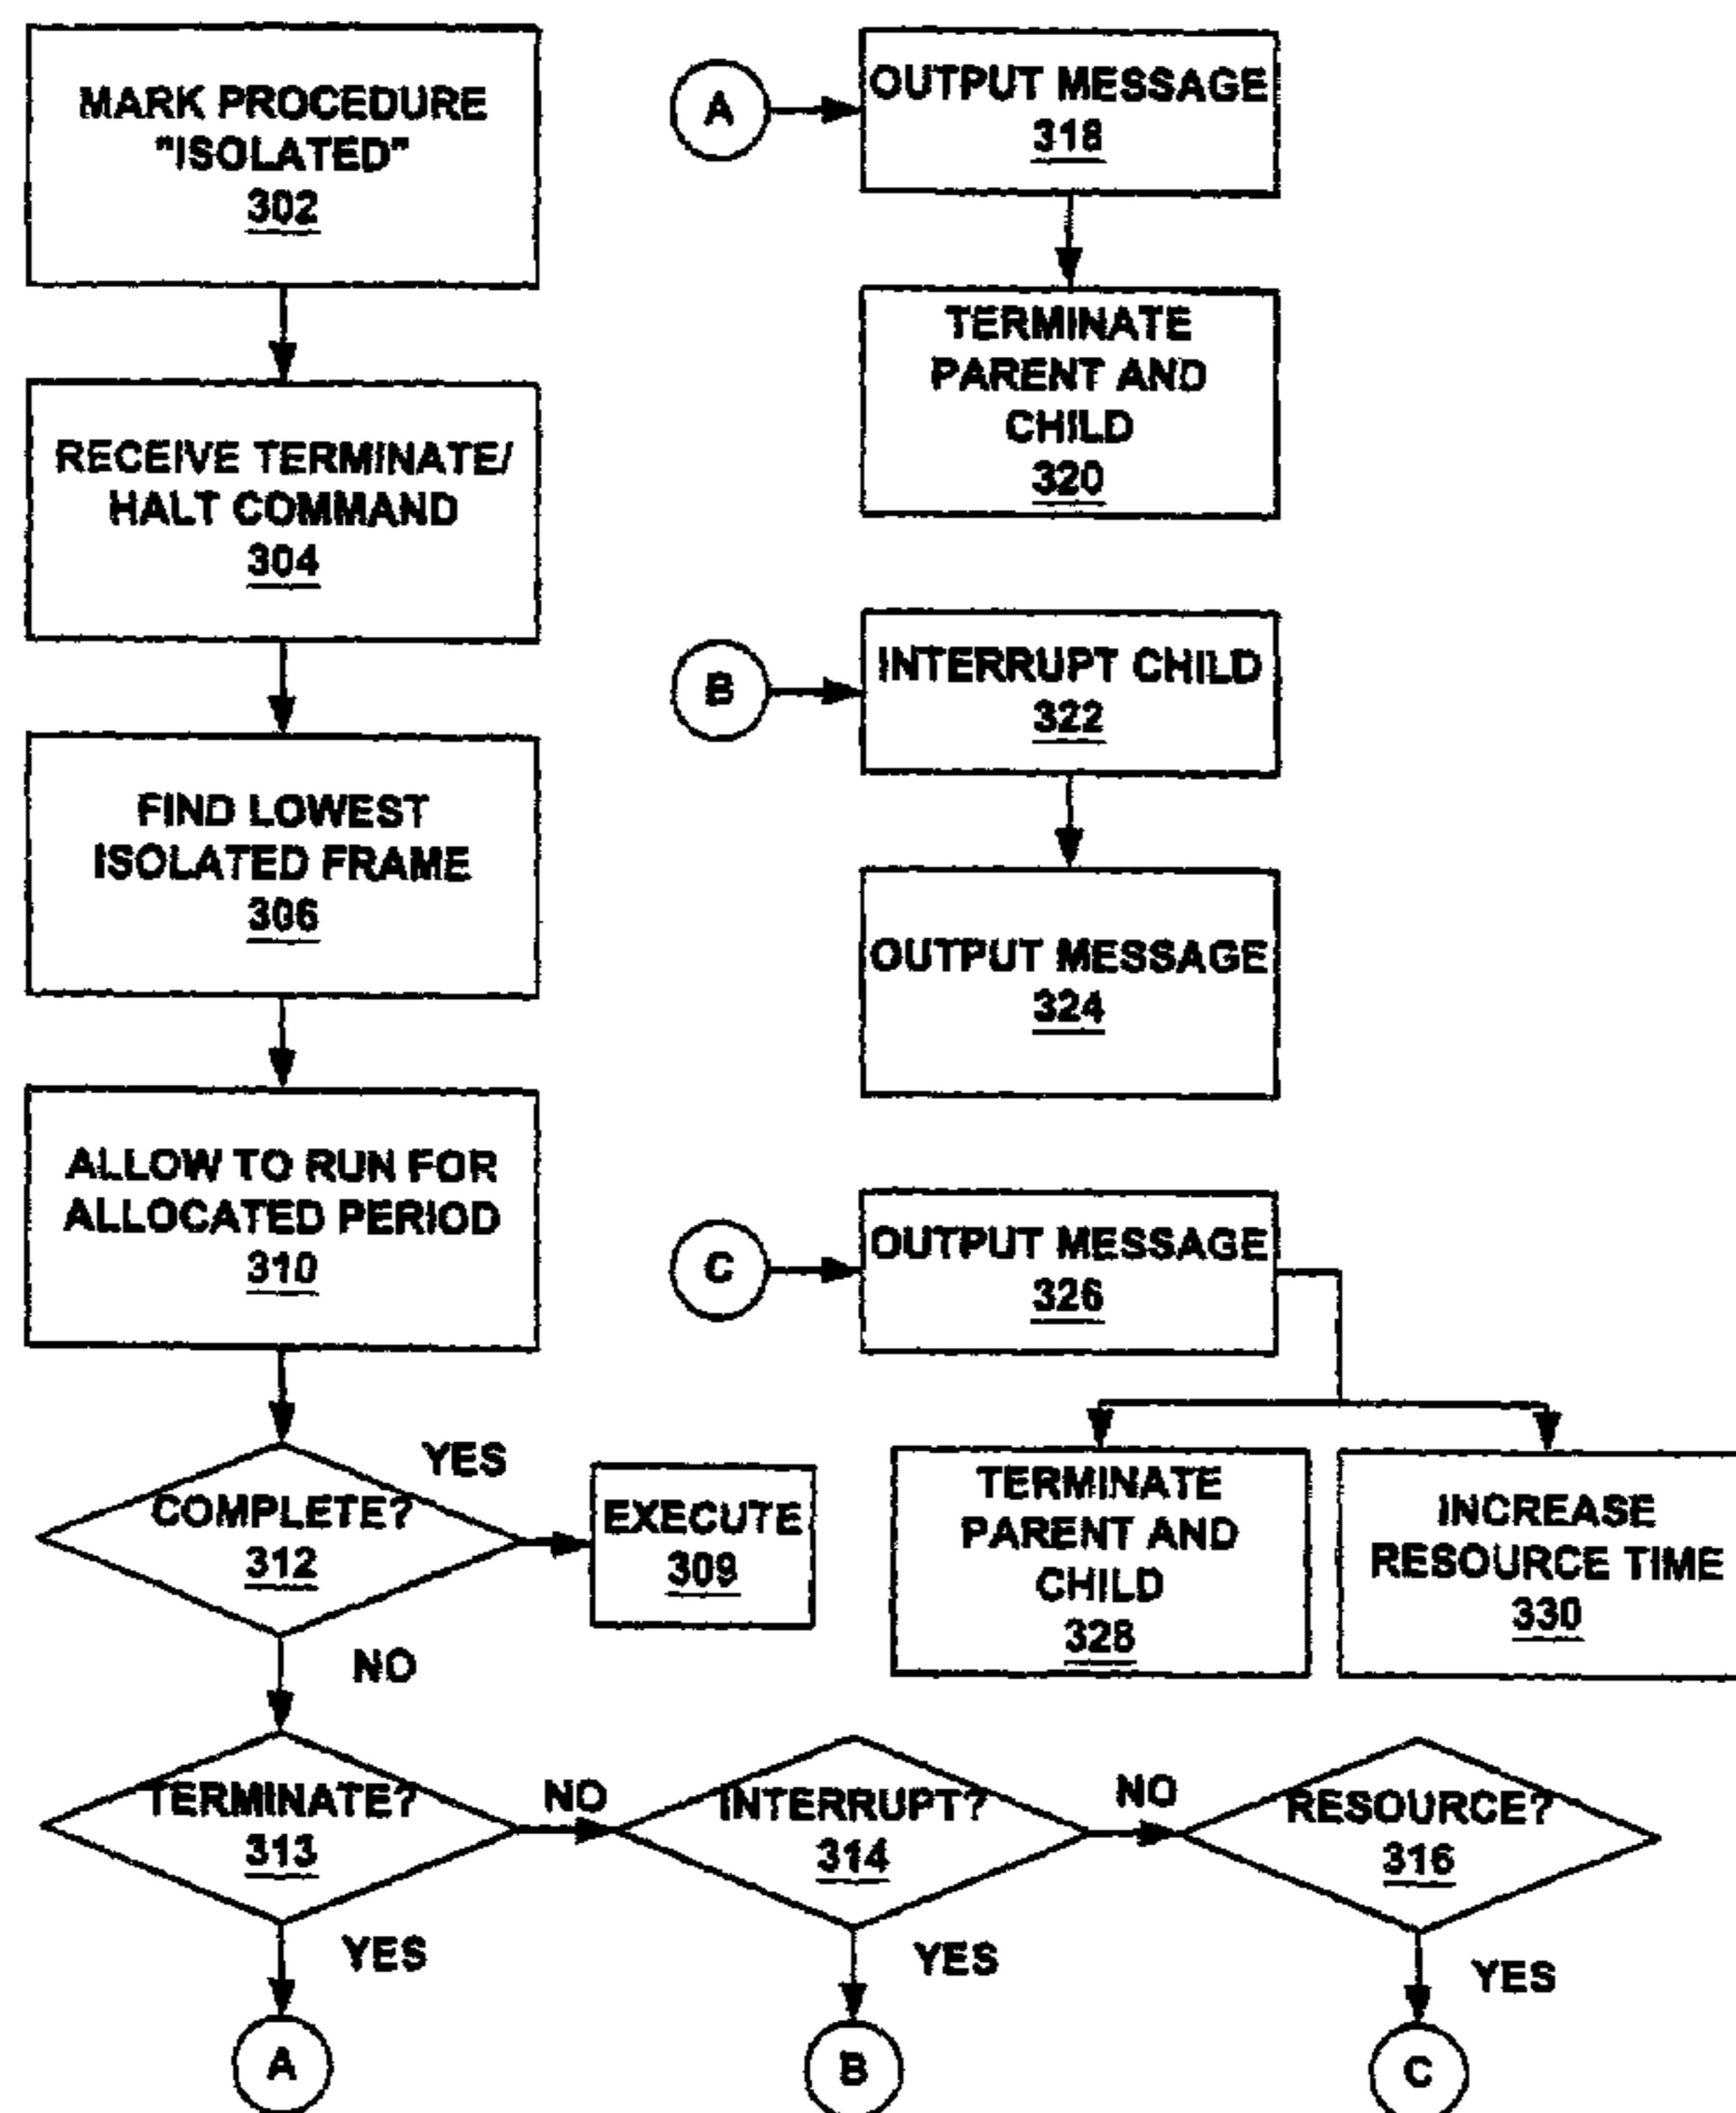 MARK PROCEDURE
"ISOLATED"
302
RECEIVE TERMINATE/
HALT COMMAND
304
FIND LOWEST
ISOLATED FRAME
306
ALLOW TO RUN FOR
ALLOCATED PERIOD
310
COMPLETE?
312
YES
EXECUTE
309
NO
TERMINATE?
313
NO
INTERRUPT?
314
NO
RESOURCE?
316
YES
YES
YES
A
B
C
A
OUTPUT MESSAGE
318
TERMINATE
PARENT AND
CHILD
320
B
INTERRUPT CHILD
322
OUTPUT MESSAGE
324
C
OUTPUT MESSAGE
326
TERMINATE
PARENT AND
CHILD
328
INCREASE
RESOURCE TIME
330